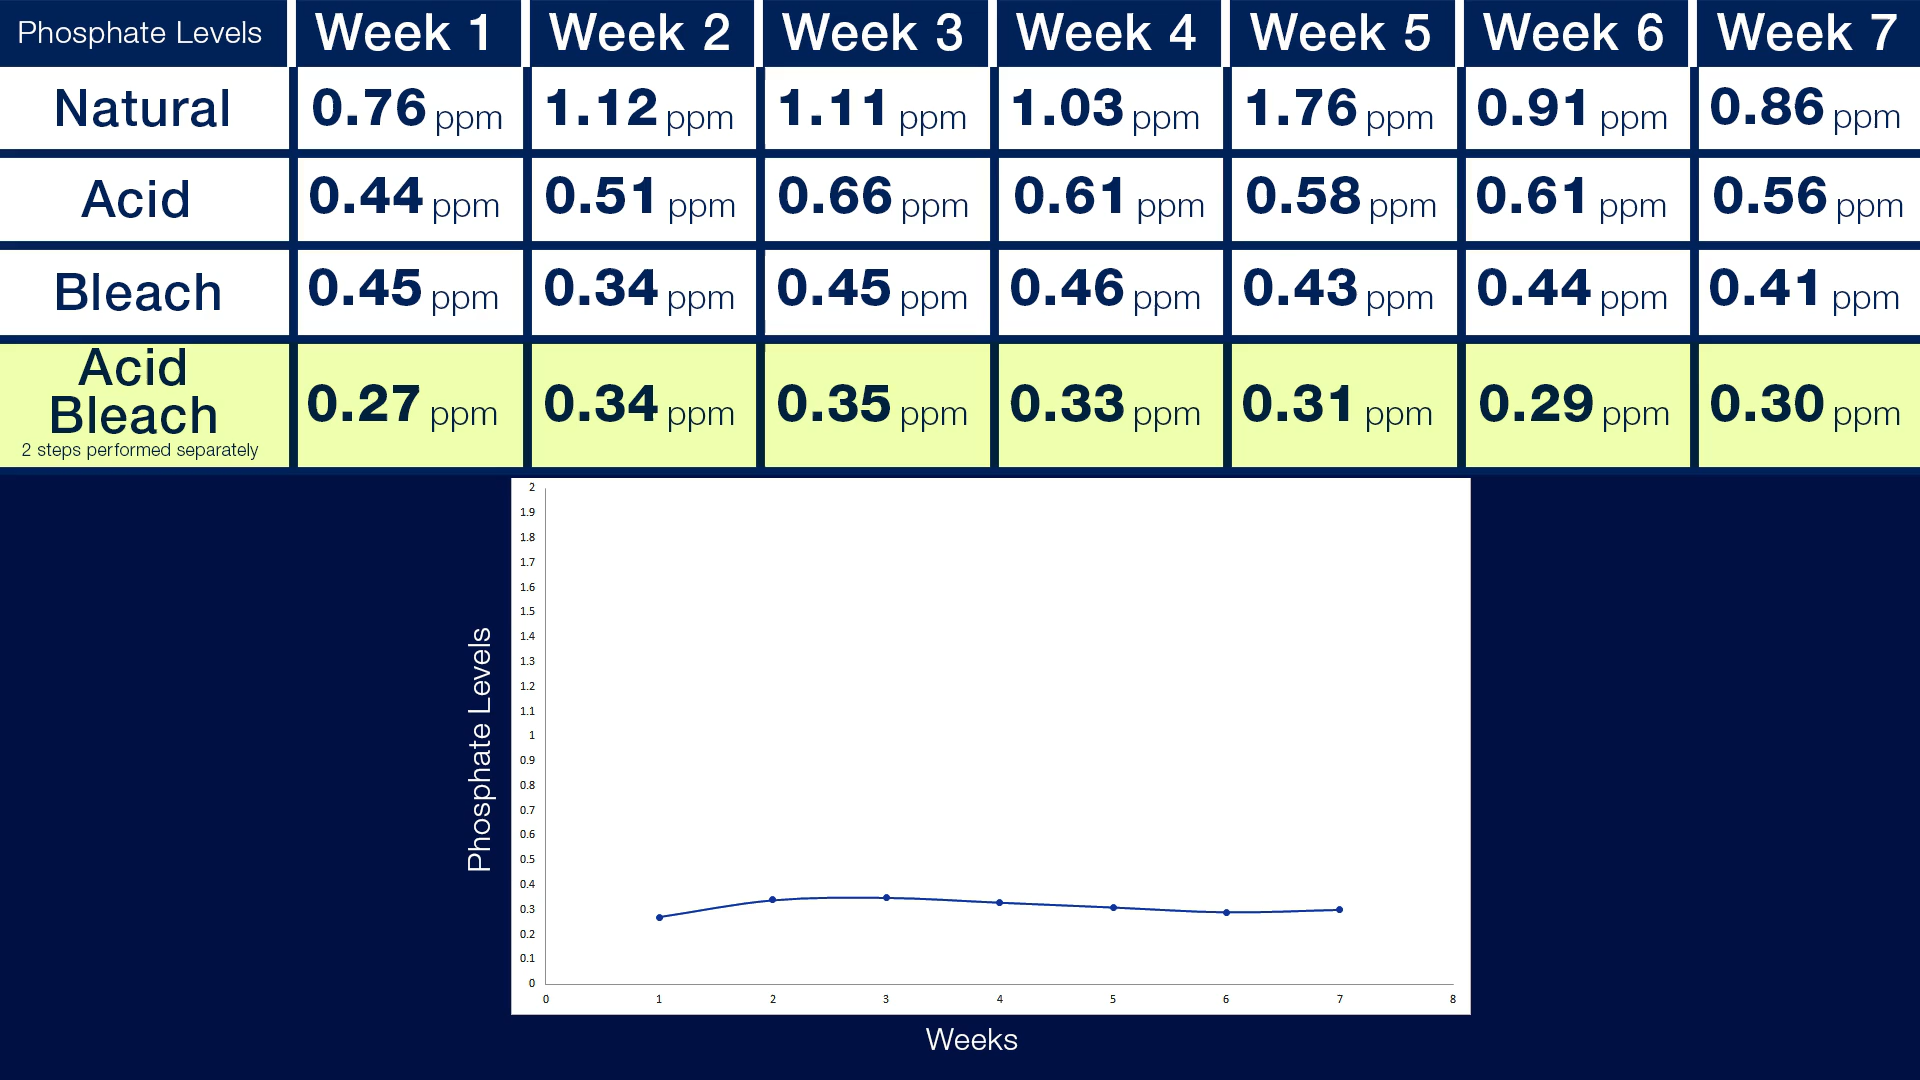 Phosphate Levels Week 1 Week 2 Week 3 Week 4 Week 5 Week 6 Week 7
Natural 0.76 ppm 1.12 ppm 1.11 ppm 1.03 ppm 1.76 ppm 0.91 ppm 0.86 ppm
Acid 0.44 ppm 0.51 ppm 0.66 ppm 0.61 ppm 0.58 ppm 0.61 ppm 0.56 ppm
Bleach 0.45 ppm 0.34 ppm 0.45 ppm 0.46 ppm 0.43 ppm 0.44 ppm 0.41 ppm
Acid
Bleach 0.27 ppm 0.34 ppm 0.35 ppm 0.33 ppm 0.31 ppm 0.29 ppm 0.30 ppm
2 steps performed separately
Phosphate Levels
2
1.9
1.8
1.7
1.6
1.5
1.4
1.3
1.2
1.1
1
0.9
0.8
0.7
0.6
0.5
0.4
0.3
0.2
0.1
0
0 1 2 3 4 5 6 7 8
Weeks